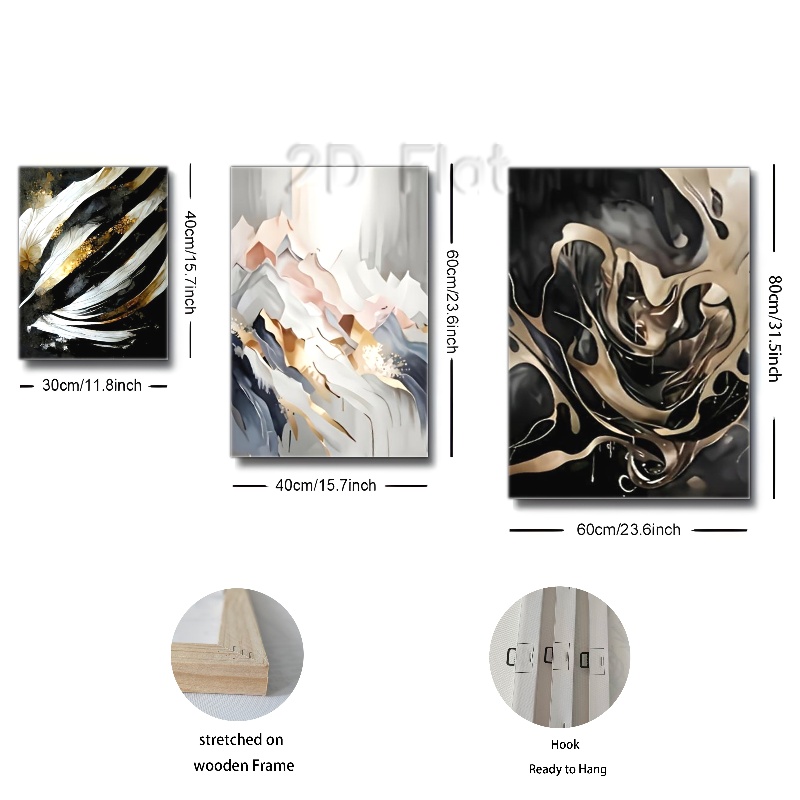 2D Flat
40cm/15.7inch
30cm/11.8inch
60cm/23.6inch
40cm/15.7inch
80cm/31.5inch
60cm/23.6inch
stretched on
wooden Frame
Hook
Ready to Hang